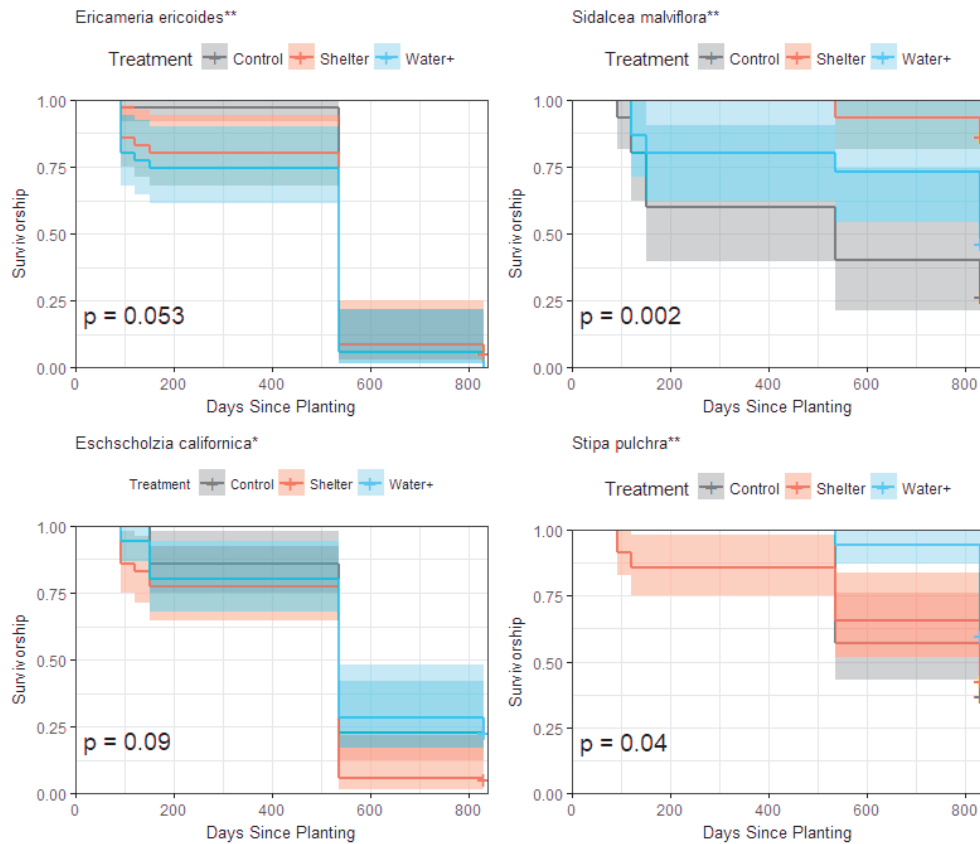 Ericameria ericoides**
Treatment Control Shelter Water+
1.00
0.75
0.50
0.25
0.00
Survivorship
p = 0.053
0 200 400 600 800
Days Since Planting
Sidalcea malviflora**
Treatment Control Shelter Water+
1.00
0.75
0.50
0.25
0.00
Survivorship
p = 0.002
0 200 400 600 800
Days Since Planting
Eschscholzia californica*
Treatment Control Shelter Water+
1.00
0.75
0.50
0.25
0.00
Survivorship
p = 0.09
0 200 400 600 800
Days Since Planting
Stipa pulchra**
Treatment Control Shelter Water+
1.00
0.75
0.50
0.25
0.00
Survivorship
p = 0.04
0 200 400 600 800
Days Since Planting